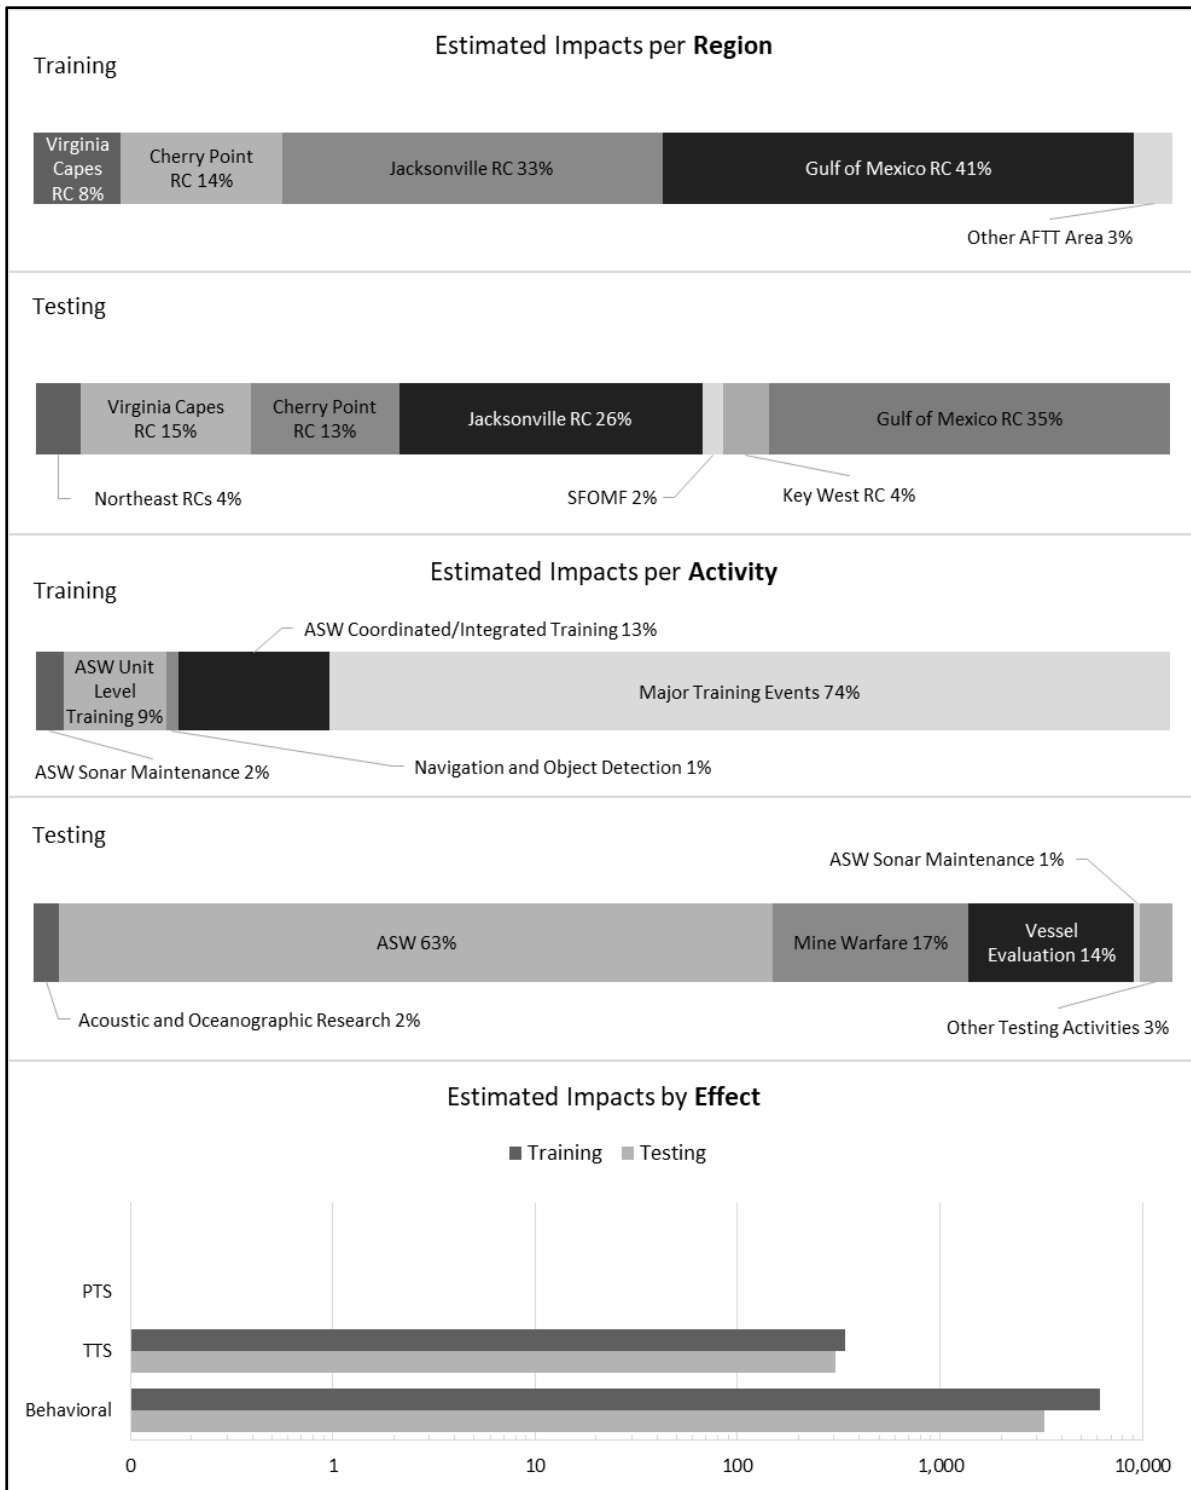 Estimated Impacts per Region
Training
Virginia
Capes
RC 8%
Cherry Point
RC 14%
Jacksonville RC 33%
Gulf of Mexico RC 41%
Other AFTT Area 3%
Testing
Virginia Capes
RC 15%
Cherry Point
RC 13%
Jacksonville RC 26%
Gulf of Mexico RC 35%
Northeast RCs 4%
SFOMF 2%
Key West RC 4%
Estimated Impacts per Activity
Training
ASW Coordinated/Integrated Training 13%
ASW Unit
Level
Training 9%
Major Training Events 74%
ASW Sonar Maintenance 2%
Navigation and Object Detection 1%
Testing
ASW Sonar Maintenance 1%
ASW 63%
Mine Warfare 17%
Vessel
Evaluation 14%
Acoustic and Oceanographic Research 2%
Other Testing Activities 3%
Estimated Impacts by Effect
Training Testing
PTS
TTS
Behavioral
0 1 10 100 1,000 10,000